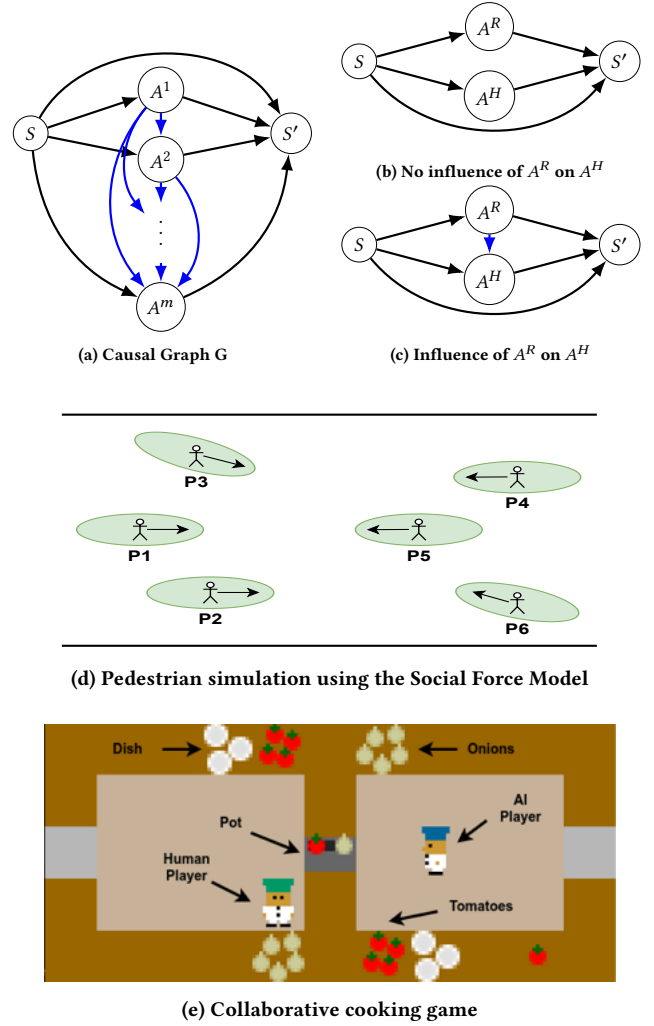 S
A¹
A²
⋮
Aᵐ
S′
(a) Causal Graph G
S
Aᴿ
Aᴴ
S′
(b) No influence of Aᴿ on Aᴴ
S
Aᴿ
Aᴴ
S′
(c) Influence of Aᴿ on Aᴴ
P3
P4
P1
P5
P2
P6
(d) Pedestrian simulation using the Social Force Model
Dish
Onions
Pot
AI
Player
Human
Player
Tomatoes
(e) Collaborative cooking game